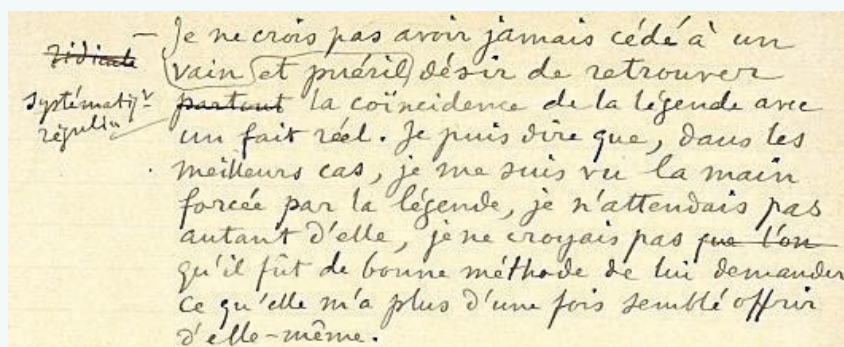 ridicule
systématiqt
régulièt
— Je ne crois pas avoir jamais cédé à un
vain et puéril désir de retrouver
partout la coïncidence de la légende avec
un fait réel. Je puis dire que, dans les
meilleurs cas, je me suis vu la main
forcée par la légende, je n'attendais pas
autant d'elle, je ne croyais pas que l'on
qu'il fût de bonne méthode de lui demander
ce qu'elle m'a plus d'une fois semblé offrir
d'elle-même.